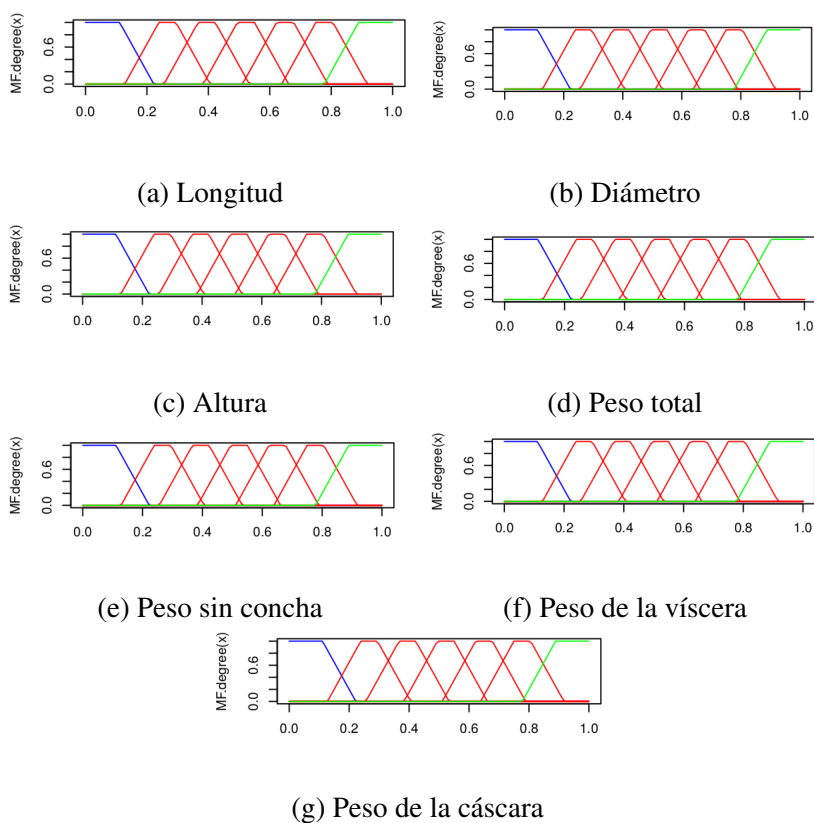 MF.degree(x)
0.0 0.6
0.0 0.2 0.4 0.6 0.8 1.0
(a) Longitud
MF.degree(x)
0.0 0.6
0.0 0.2 0.4 0.6 0.8 1.0
(b) Diámetro
MF.degree(x)
0.0 0.6
0.0 0.2 0.4 0.6 0.8 1.0
(c) Altura
MF.degree(x)
0.0 0.6
0.0 0.2 0.4 0.6 0.8 1.0
(d) Peso total
MF.degree(x)
0.0 0.6
0.0 0.2 0.4 0.6 0.8 1.0
(e) Peso sin concha
MF.degree(x)
0.0 0.6
0.0 0.2 0.4 0.6 0.8 1.0
(f) Peso de la víscera
MF.degree(x)
0.0 0.6
0.0 0.2 0.4 0.6 0.8 1.0
(g) Peso de la cáscara